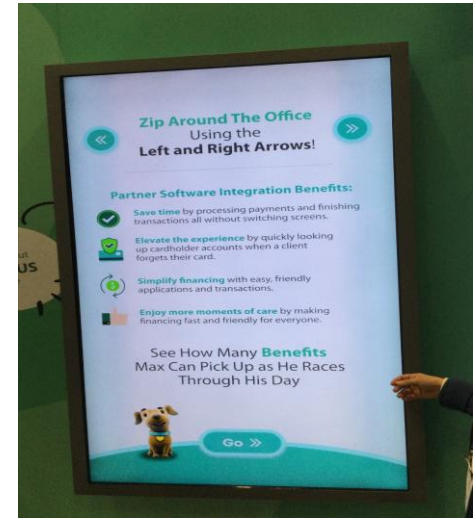 Zip Around The Office
Using the
Left and Right Arrows!
Partner Software Integration Benefits:
Save time by processing payments and finishing
transactions all without switching screens.
Elevate the experience by quickly looking
up cardholder accounts when a client
forgets their card.
Simplify financing with easy, friendly
applications and transactions.
Enjoy more moments of care by making
financing fast and friendly for everyone.
See How Many Benefits
Max Can Pick Up as He Races
Through His Day
Go »